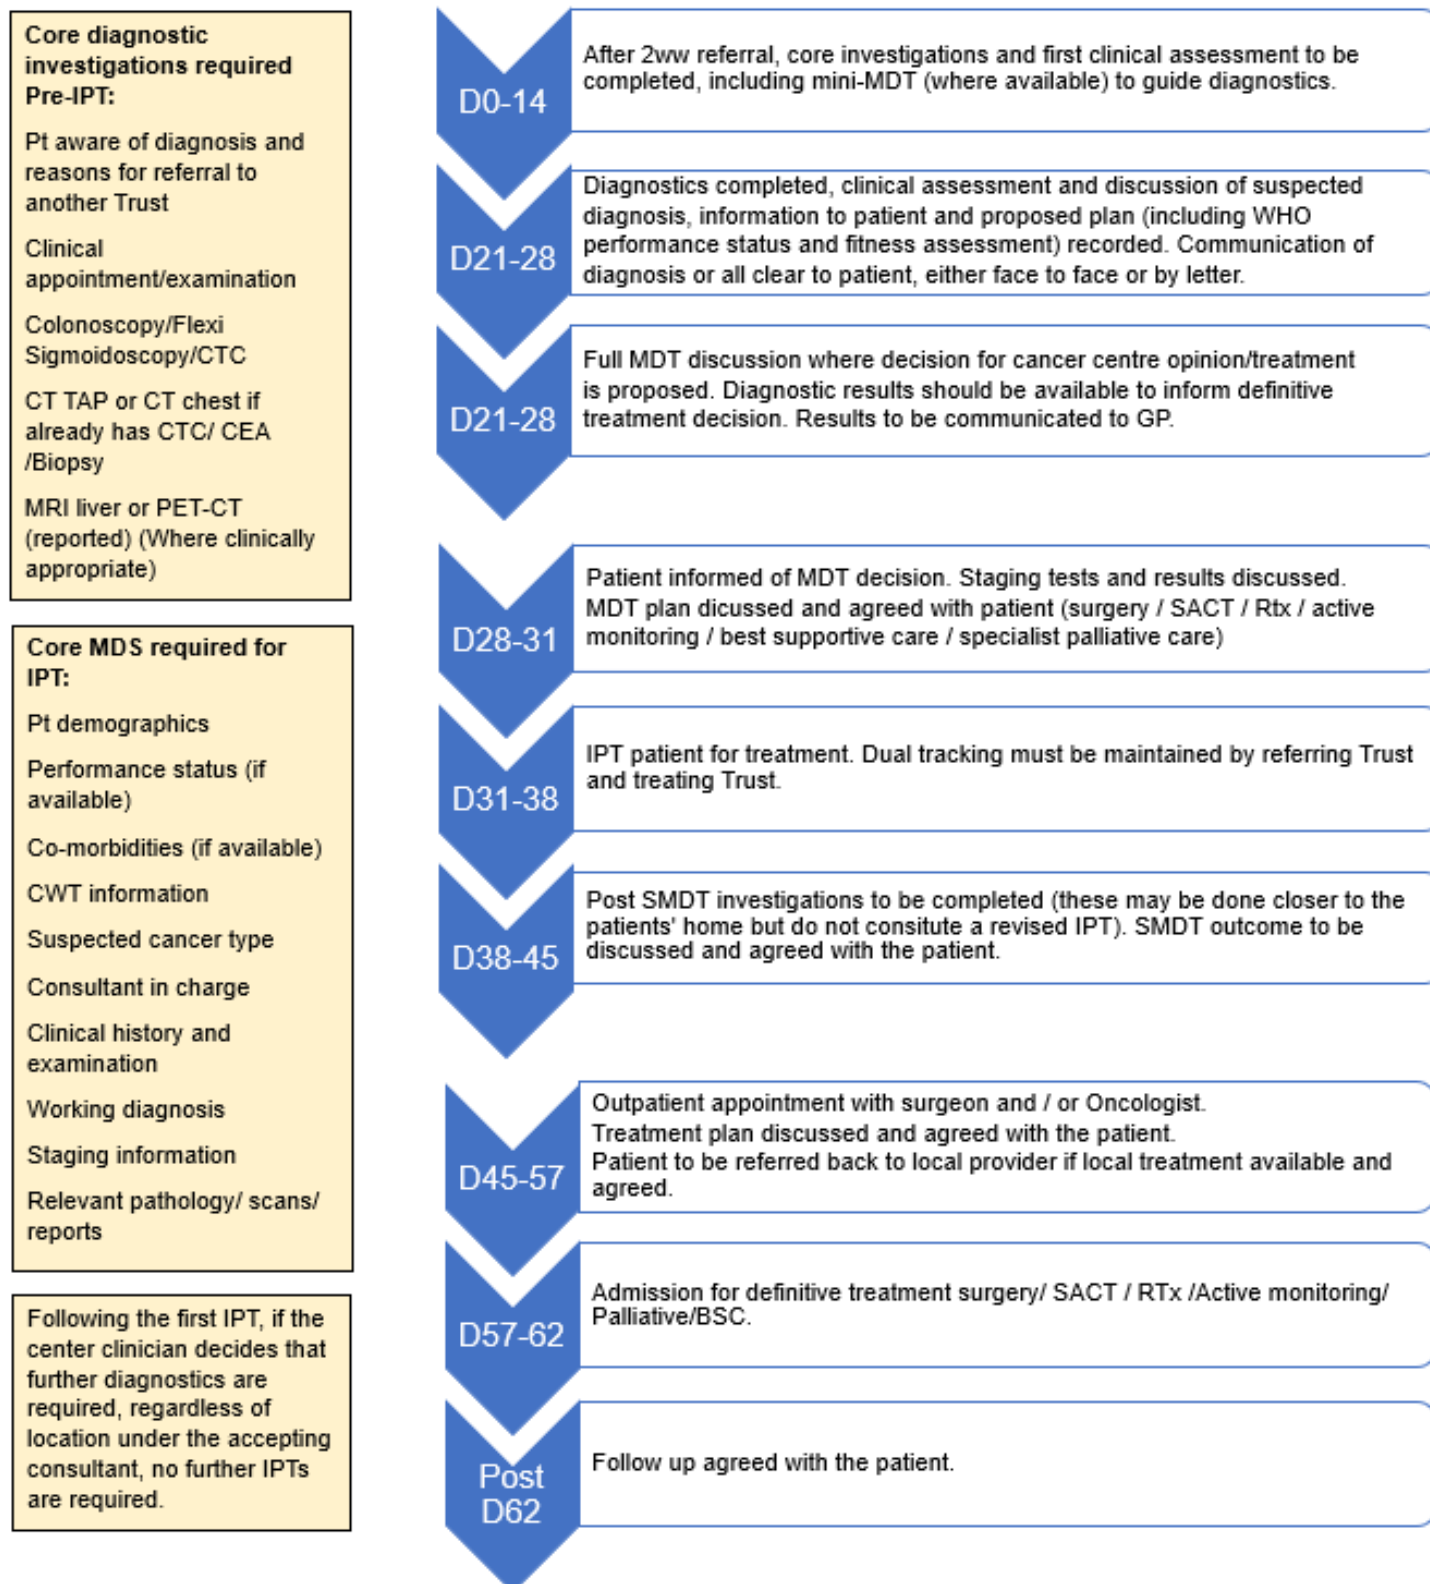 Core diagnostic
investigations required
Pre-IPT:
Pt aware of diagnosis and
reasons for referral to
another Trust
Clinical
appointment/examination
Colonoscopy/Flexi
Sigmoidoscopy/CTC
CT TAP or CT chest if
already has CTC/ CEA
/Biopsy
MRI liver or PET-CT
(reported) (Where clinically
appropriate)
Core MDS required for
IPT:
Pt demographics
Performance status (if
available)
Co-morbidities (if available)
CWT information
Suspected cancer type
Consultant in charge
Clinical history and
examination
Working diagnosis
Staging information
Relevant pathology/ scans/
reports
Following the first IPT, if the
center clinician decides that
further diagnostics are
required, regardless of
location under the accepting
consultant, no further IPTs
are required.
D0-14
After 2ww referral, core investigations and first clinical assessment to be
completed, including mini-MDT (where available) to guide diagnostics.
D21-28
Diagnostics completed, clinical assessment and discussion of suspected
diagnosis, information to patient and proposed plan (including WHO
performance status and fitness assessment) recorded. Communication of
diagnosis or all clear to patient, either face to face or by letter.
D21-28
Full MDT discussion where decision for cancer centre opinion/treatment
is proposed. Diagnostic results should be available to inform definitive
treatment decision. Results to be communicated to GP.
D28-31
Patient informed of MDT decision. Staging tests and results discussed.
MDT plan dicussed and agreed with patient (surgery / SACT / Rtx / active
monitoring / best supportive care / specialist palliative care)
D31-38
IPT patient for treatment. Dual tracking must be maintained by referring Trust
and treating Trust.
D38-45
Post SMDT investigations to be completed (these may be done closer to the
patients' home but do not consitute a revised IPT). SMDT outcome to be
discussed and agreed with the patient.
D45-57
Outpatient appointment with surgeon and / or Oncologist.
Treatment plan discussed and agreed with the patient.
Patient to be referred back to local provider if local treatment available and
agreed.
D57-62
Admission for definitive treatment surgery/ SACT / RTx /Active monitoring/
Palliative/BSC.
Post
D62
Follow up agreed with the patient.